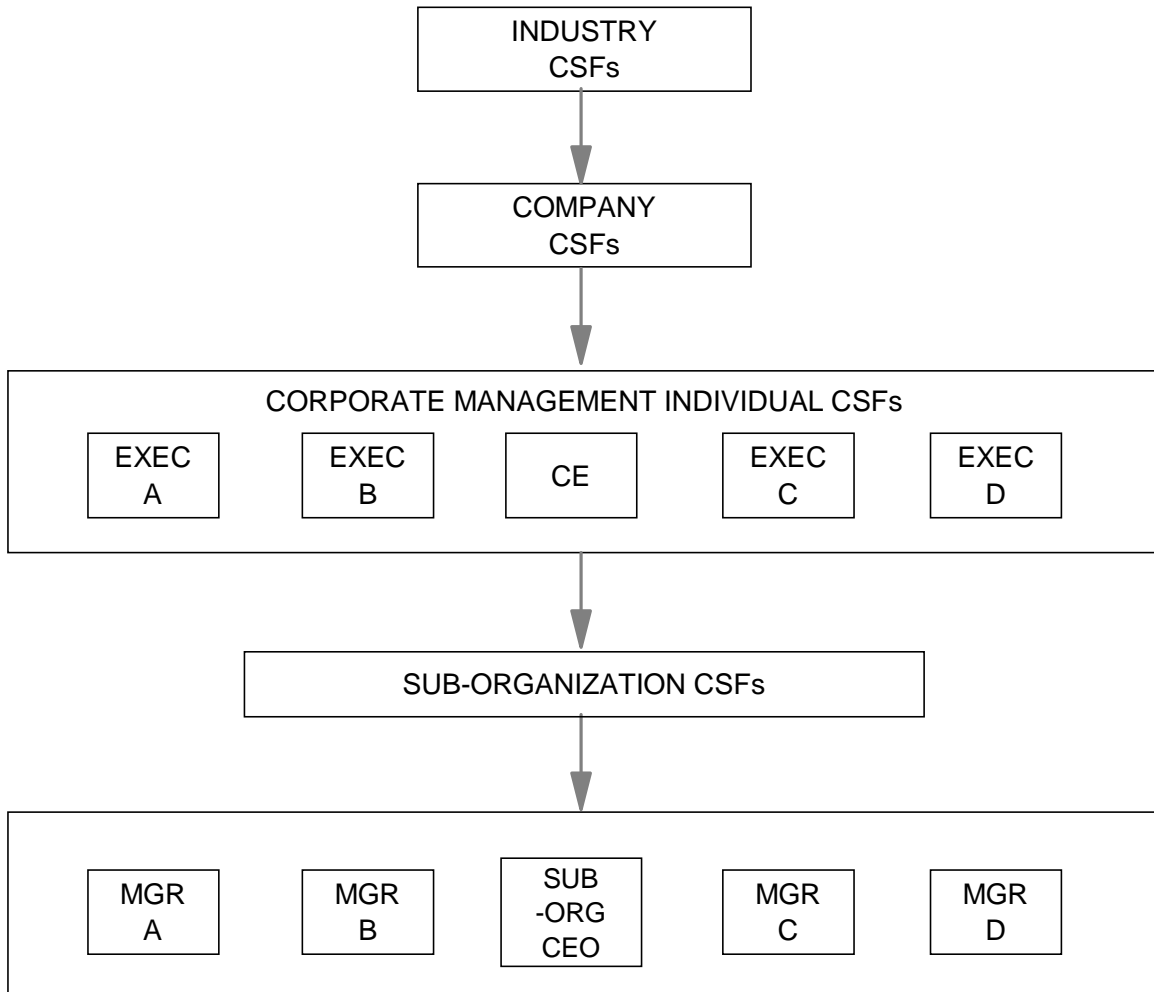 INDUSTRY
CSFs
COMPANY
CSFs
CORPORATE MANAGEMENT INDIVIDUAL CSFs
EXEC
A
EXEC
B
CE
EXEC
C
EXEC
D
SUB-ORGANIZATION CSFs
MGR
A
MGR
B
SUB
-ORG
CEO
MGR
C
MGR
D